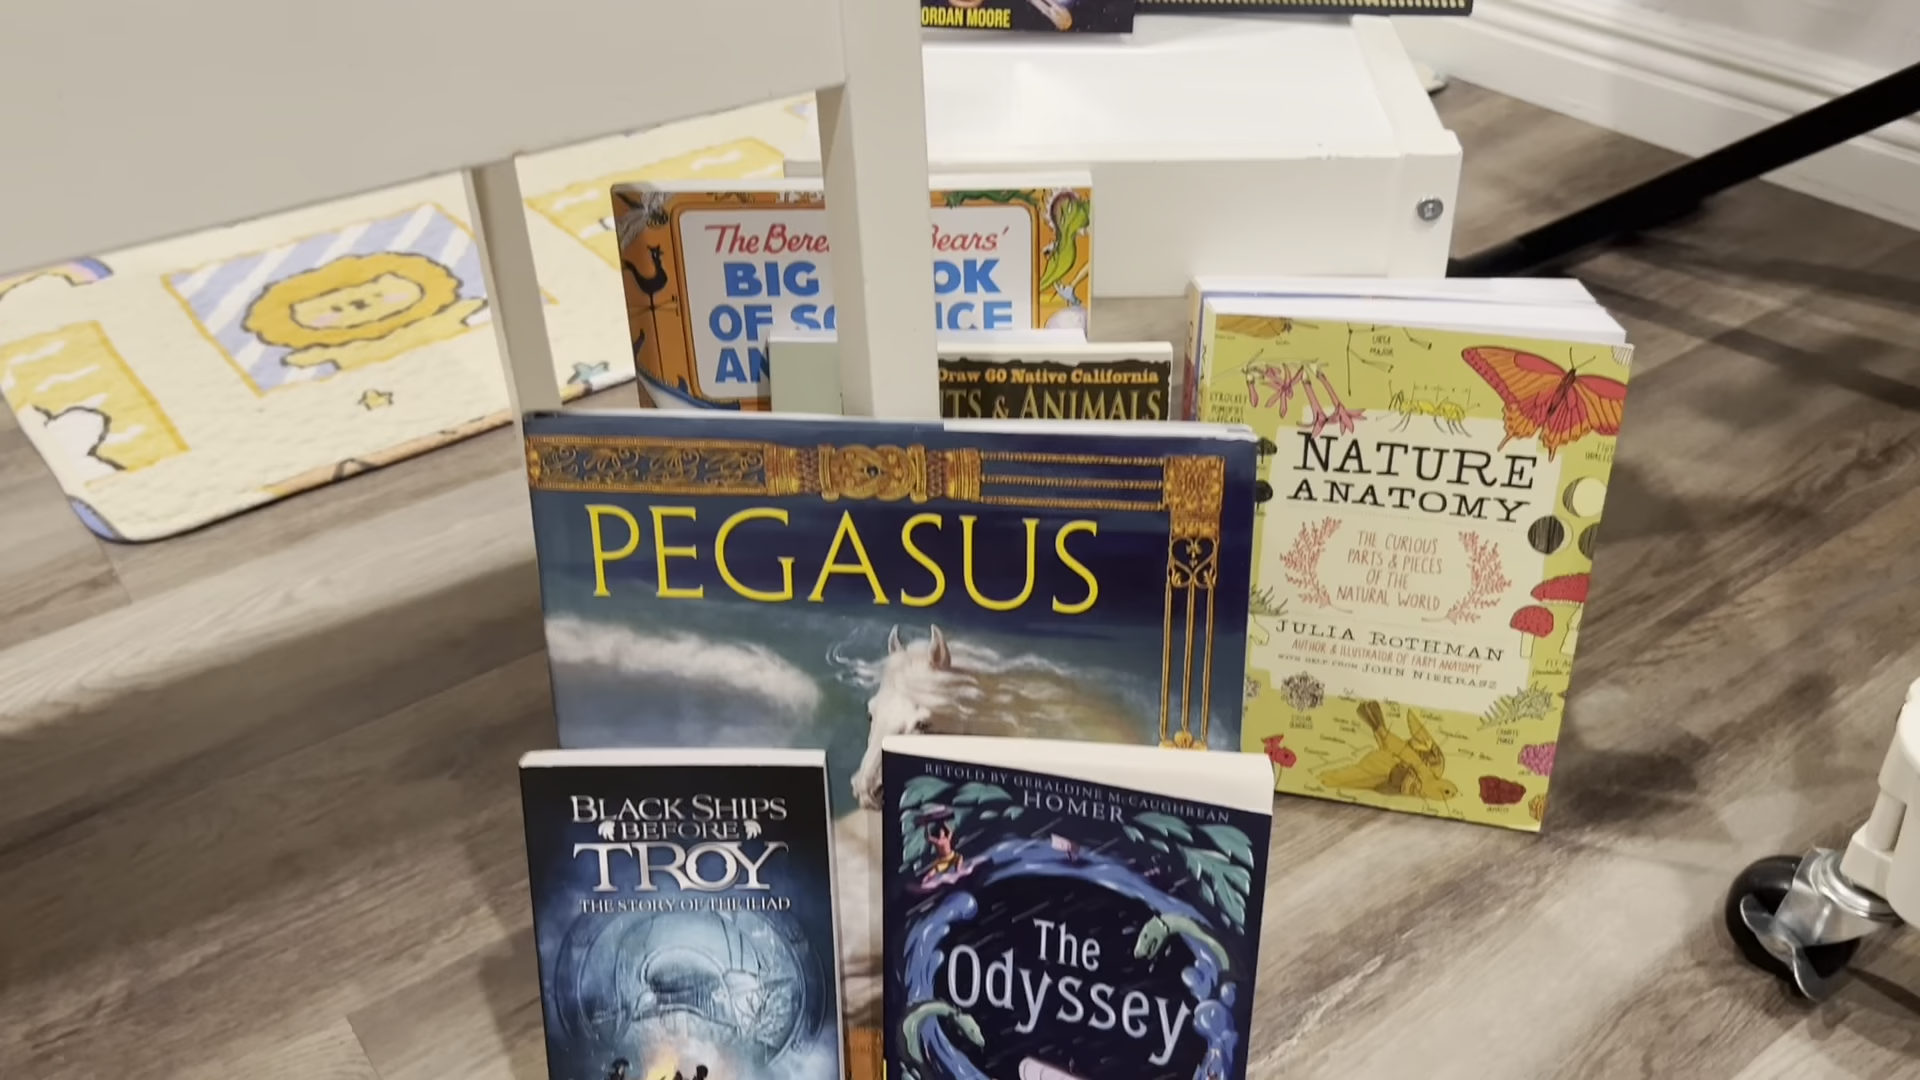 ORDAN MOORE
The Bere Bears'
BIG OK
OF SC ICE
AN
Draw 60 Native California
TS & ANIMALS
PEGASUS
NATURE
ANATOMY
THE CURIOUS
PARTS & PIECES
OF THE
NATURAL WORLD
JULIA ROTHMAN
AUTHOR & ILLUSTRATOR OF FARM ANATOMY
WITH HELP FROM JOHN NIEKRASZ
BLACK SHIPS
BEFORE
TROY
THE STORY OF THE ILIAD
RETOLD BY GERALDINE McCAUGHREAN
HOMER
The
Odyssey